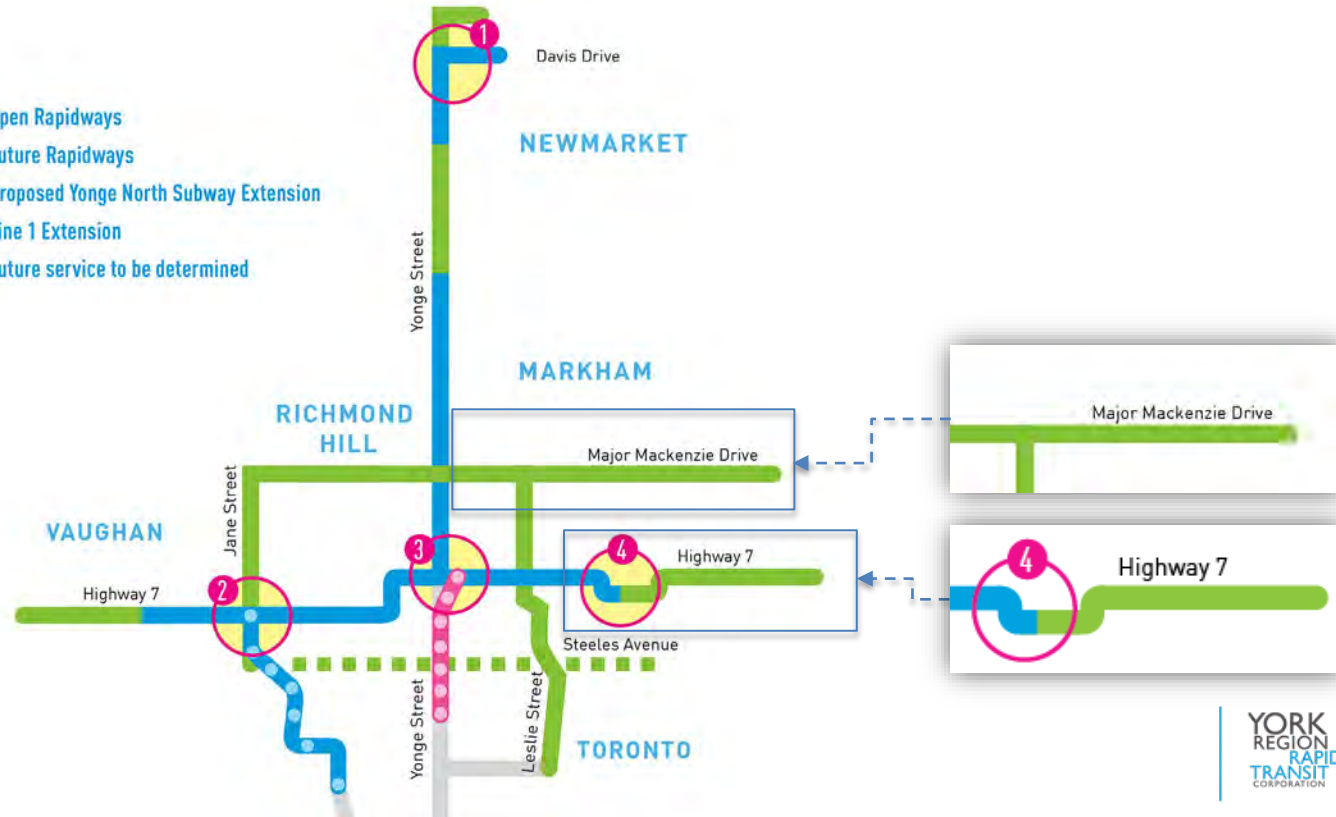 1
Davis Drive
NEWMARKET
pen Rapidways
uture Rapidways
roposed Yonge North Subway Extension
ine 1 Extension
uture service to be determined
Yonge Street
MARKHAM
RICHMOND
HILL
Major Mackenzie Drive
Major Mackenzie Drive
Jane Street
VAUGHAN
3
4
Highway 7
4
Highway 7
Highway 7
2
Steeles Avenue
Yonge Street
Leslie Street
TORONTO
YORK
REGION
RAPID
TRANSIT
CORPORATION